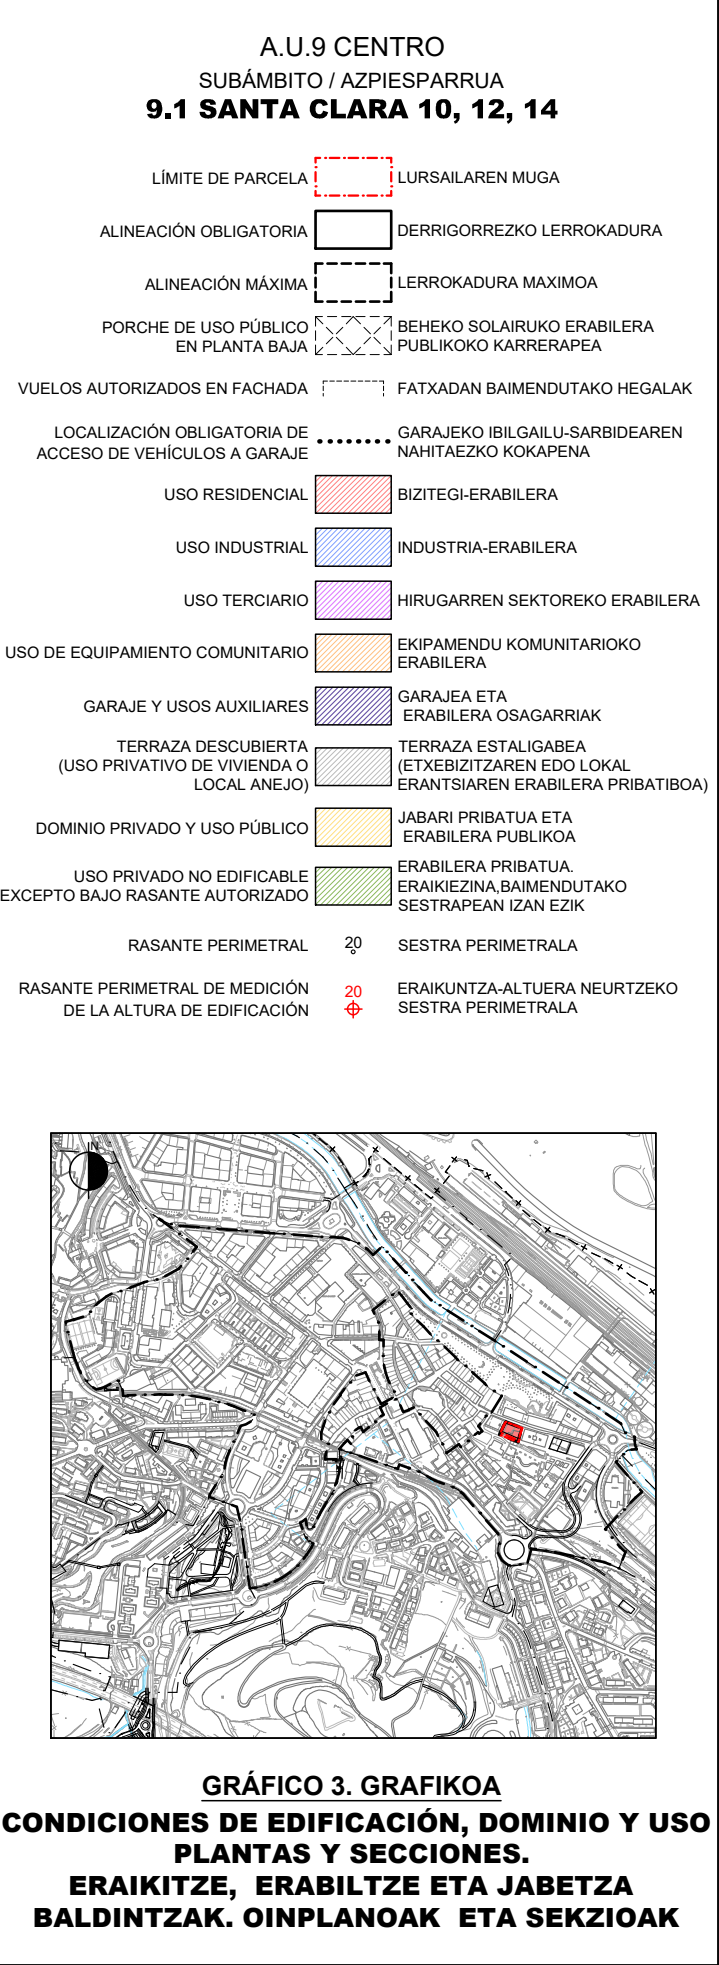 A.U.9 CENTRO
SUBÁMBITO / AZPIESPARRUA
9.1 SANTA CLARA 10, 12, 14
LÍMITE DE PARCELA
LURSAILAREN MUGA
ALINEACIÓN OBLIGATORIA
DERRIGORREZKO LERROKADURA
ALINEACIÓN MÁXIMA
LERROKADURA MAXIMOA
PORCHE DE USO PÚBLICO
EN PLANTA BAJA
BEHEKO SOLAIRUKO ERABILERA
PUBLIKOKO KARRERAPEA
VUELOS AUTORIZADOS EN FACHADA
FATXADAN BAIMENDUTAKO HEGALAK
LOCALIZACIÓN OBLIGATORIA DE
ACCESO DE VEHÍCULOS A GARAJE
GARAJEKO IBILGAILU-SARBIDEAREN
NAHITAEZKO KOKAPENA
USO RESIDENCIAL
BIZITEGI-ERABILERA
USO INDUSTRIAL
INDUSTRIA-ERABILERA
USO TERCIARIO
HIRUGARREN SEKTOREKO ERABILERA
USO DE EQUIPAMIENTO COMUNITARIO
EKIPAMENDU KOMUNITARIOKO
ERABILERA
GARAJE Y USOS AUXILIARES
GARAJEA ETA
ERABILERA OSAGARRIAK
TERRAZA DESCUBIERTA
(USO PRIVATIVO DE VIVIENDA O
LOCAL ANEJO)
TERRAZA ESTALIGABEA
(ETXEBIZITZAREN EDO LOKAL
ERANTSIAREN ERABILERA PRIBATIBOA)
DOMINIO PRIVADO Y USO PÚBLICO
JABARI PRIBATUA ETA
ERABILERA PUBLIKOA
USO PRIVADO NO EDIFICABLE
EXCEPTO BAJO RASANTE AUTORIZADO
ERABILERA PRIBATUA.
ERAIKIEZINA,BAIMENDUTAKO
SESTRAPEAN IZAN EZIK
RASANTE PERIMETRAL
20
SESTRA PERIMETRALA
RASANTE PERIMETRAL DE MEDICIÓN
DE LA ALTURA DE EDIFICACIÓN
20
ERAIKUNTZA-ALTUERA NEURTZEKO
SESTRA PERIMETRALA
IN
GRÁFICO 3. GRAFIKOA
CONDICIONES DE EDIFICACIÓN, DOMINIO Y USO
PLANTAS Y SECCIONES.
ERAIKITZE, ERABILTZE ETA JABETZA
BALDINTZAK. OINPLANOAK ETA SEKZIOAK